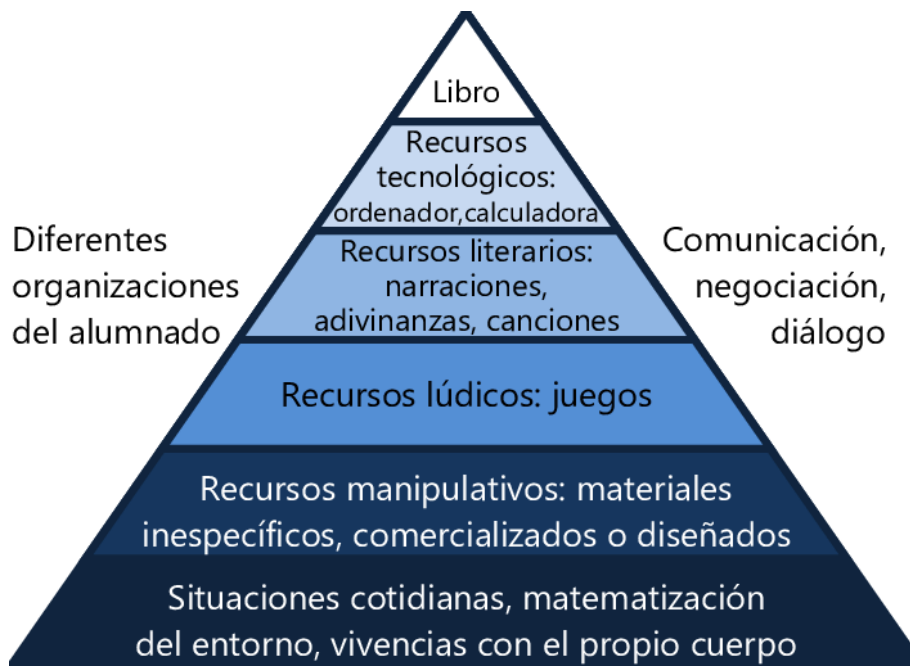 Libro
Recursos
tecnológicos:
ordenador,calculadora
Diferentes
organizaciones
del alumnado
Recursos literarios:
narraciones,
adivinanzas, canciones
Comunicación,
negociación,
diálogo
Recursos lúdicos: juegos
Recursos manipulativos: materiales
inespecíficos, comercializados o diseñados
Situaciones cotidianas, matematización
del entorno, vivencias con el propio cuerpo